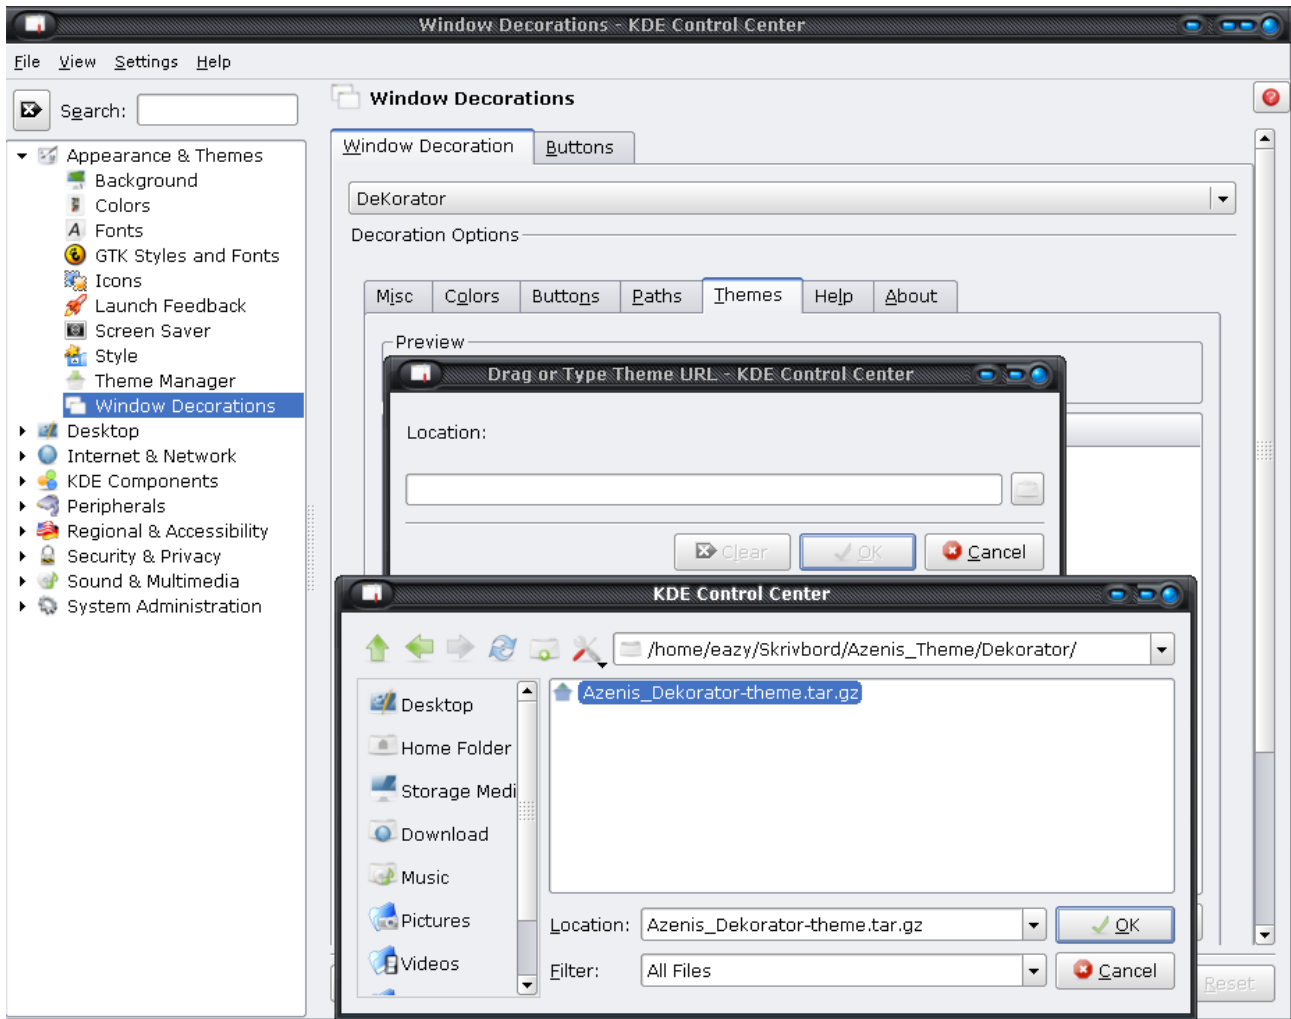 Window Decorations - KDE Control Center
File View Settings Help
Search:
Window Decorations
Appearance & Themes
Background
Colors
Fonts
GTK Styles and Fonts
Icons
Launch Feedback
Screen Saver
Style
Theme Manager
Window Decorations
Desktop
Internet & Network
KDE Components
Peripherals
Regional & Accessibility
Security & Privacy
Sound & Multimedia
System Administration
Window Decoration Buttons
DeKorator
Decoration Options
Misc Colors Buttons Paths Themes Help About
Preview
Drag or Type Theme URL - KDE Control Center
Location:
Clear OK Cancel
KDE Control Center
/home/eazy/Skrivbord/Azenis_Theme/Dekorator/
Desktop
Home Folder
Storage Medi
Download
Music
Pictures
Videos
Azenis_Dekorator-theme.tar.gz
Location: Azenis_Dekorator-theme.tar.gz OK
Filter: All Files Cancel
Reset